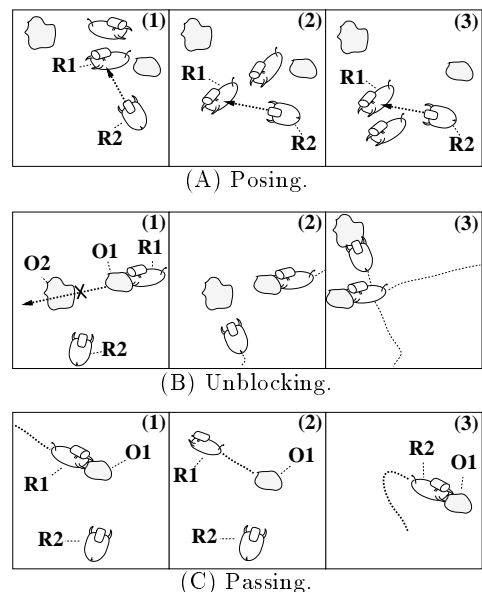 (1) (2) (3)
R1 R1 R1
R2 R2 R2
(A) Posing.
(1) (2) (3)
O2 O1 R1
R2
(B) Unblocking.
(1) (2) (3)
R1 O1 R1 O1 R2 O1
R2 R2
(C) Passing.